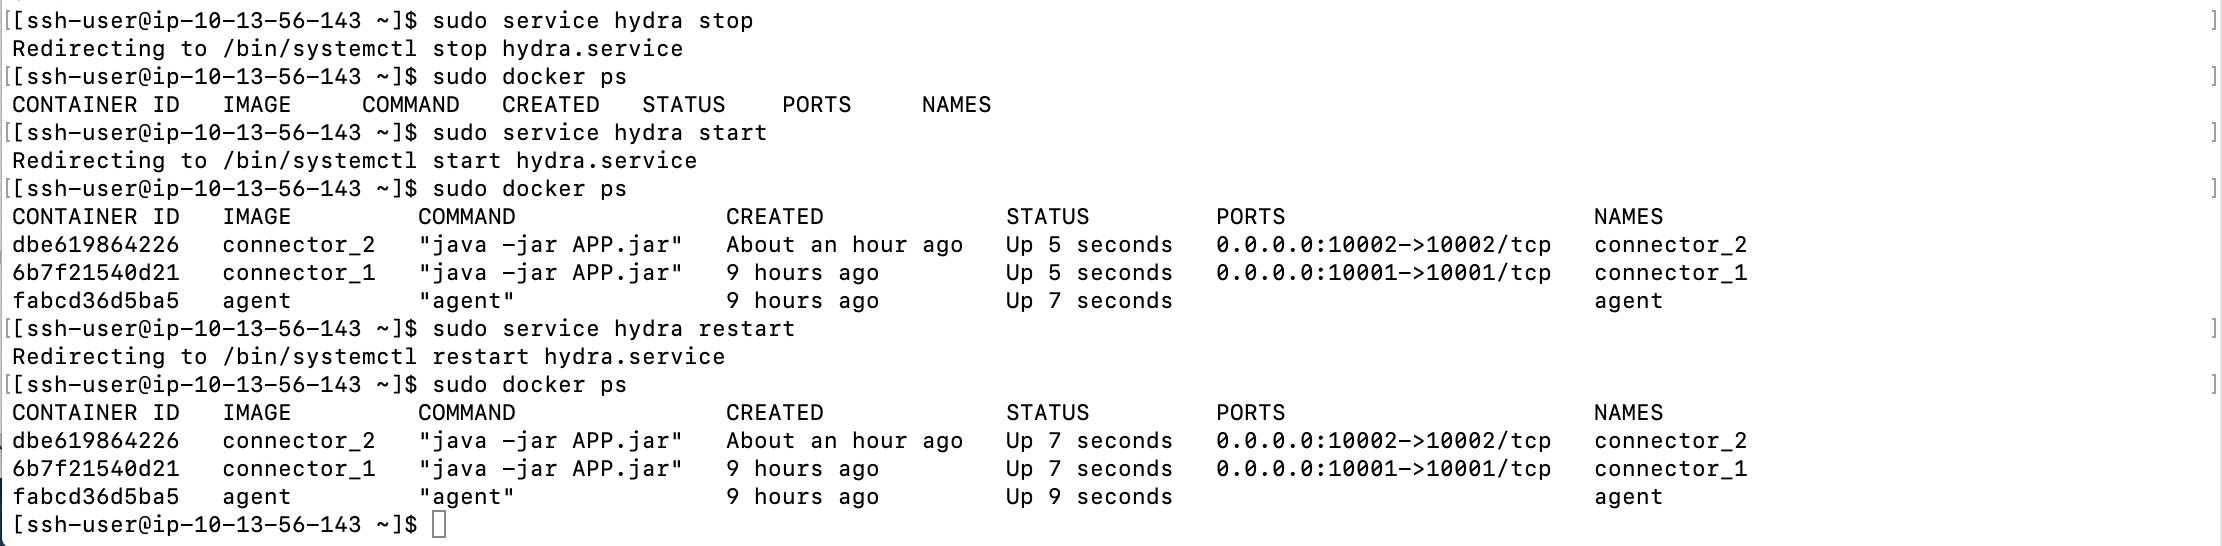 [[ssh-user@ip-10-13-56-143 ~]$ sudo service hydra stop ]
Redirecting to /bin/systemctl stop hydra.service
[[ssh-user@ip-10-13-56-143 ~]$ sudo docker ps ]
CONTAINER ID   IMAGE     COMMAND   CREATED   STATUS    PORTS     NAMES
[[ssh-user@ip-10-13-56-143 ~]$ sudo service hydra start ]
Redirecting to /bin/systemctl start hydra.service
[[ssh-user@ip-10-13-56-143 ~]$ sudo docker ps ]
CONTAINER ID   IMAGE         COMMAND               CREATED             STATUS         PORTS                      NAMES
dbe619864226   connector_2   "java -jar APP.jar"   About an hour ago   Up 5 seconds   0.0.0.0:10002->10002/tcp   connector_2
6b7f21540d21   connector_1   "java -jar APP.jar"   9 hours ago         Up 5 seconds   0.0.0.0:10001->10001/tcp   connector_1
fabcd36d5ba5   agent         "agent"               9 hours ago         Up 7 seconds                              agent
[[ssh-user@ip-10-13-56-143 ~]$ sudo service hydra restart ]
Redirecting to /bin/systemctl restart hydra.service
[[ssh-user@ip-10-13-56-143 ~]$ sudo docker ps ]
CONTAINER ID   IMAGE         COMMAND               CREATED             STATUS         PORTS                      NAMES
dbe619864226   connector_2   "java -jar APP.jar"   About an hour ago   Up 7 seconds   0.0.0.0:10002->10002/tcp   connector_2
6b7f21540d21   connector_1   "java -jar APP.jar"   9 hours ago         Up 7 seconds   0.0.0.0:10001->10001/tcp   connector_1
fabcd36d5ba5   agent         "agent"               9 hours ago         Up 9 seconds                              agent
[ssh-user@ip-10-13-56-143 ~]$